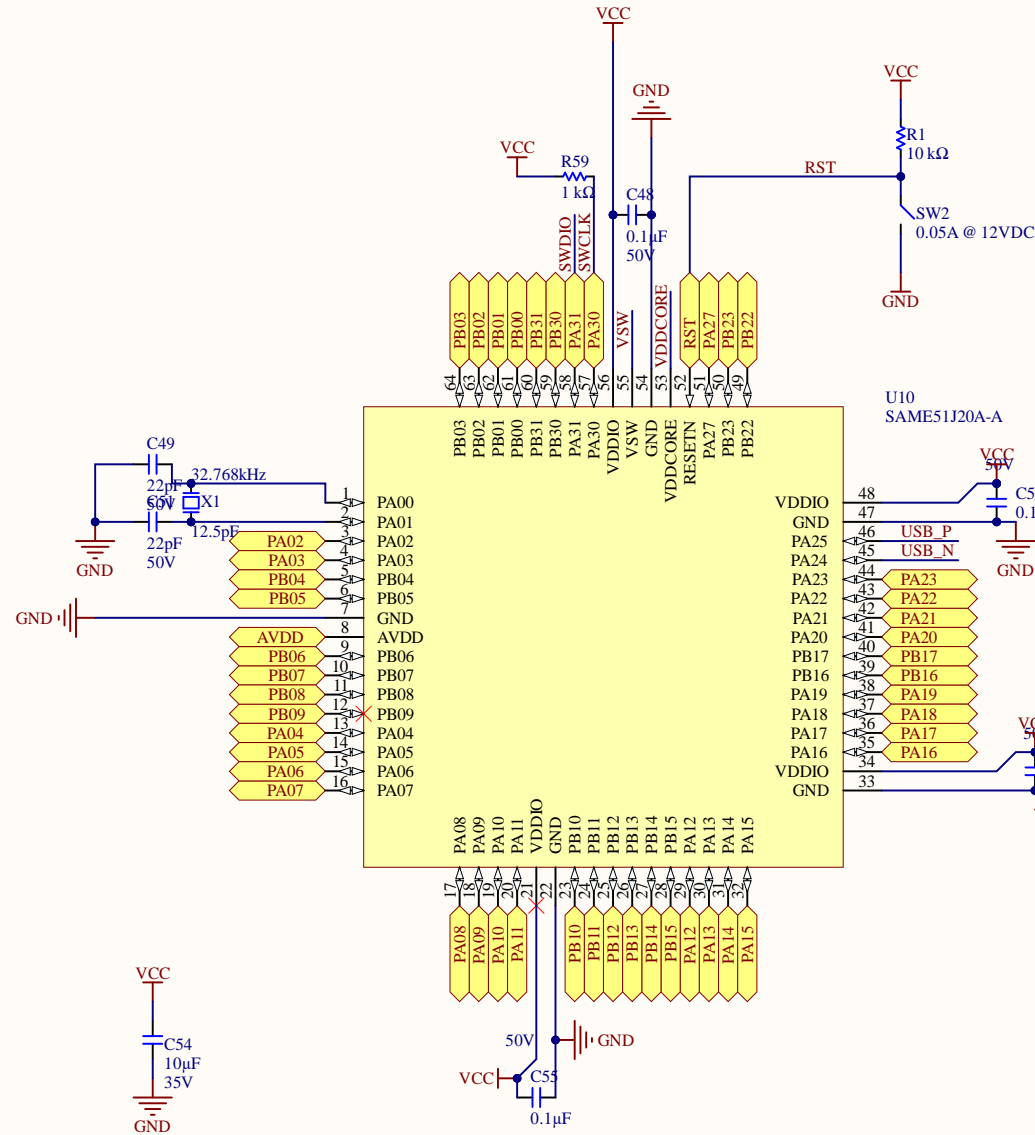 VCC
GND
VCC
R1
10 kΩ
VCC
R59
1 kΩ
RST
C48
0.1µF
50V
SW2
0.05A @ 12VDC
GND
SWDIO
SWCLK
VSW
VDDCORE
PB03
PB02
PB01
PB00
PB31
PB30
PA31
PA30
RST
PA27
PB23
PB22
64
63
62
61
60
59
58
57
56
55
54
53
52
51
50
49
PB03
PB02
PB01
PB00
PB31
PB30
PA31
PA30
VDDIO
VSW
GND
VDDCORE
RESETN
PA27
PB23
PB22
U10
SAME51J20A-A
C49
22pF
50V
32.768kHz
X1
12.5pF
22pF
50V
GND
1 PA00
2 PA01
PA02 3 PA02
PA03 4 PA03
PB04 5 PB04
PB05 6 PB05
GND 7 GND
AVDD 8 AVDD
PB06 9 PB06
PB07 10 PB07
PB08 11 PB08
PB09 12 PB09
PA04 13 PA04
PA05 14 PA05
PA06 15 PA06
PA07 16 PA07
VCC
50V
GND
VDDIO 48
GND 47
PA25 46 USB_P
PA24 45 USB_N
PA23 44 PA23
PA22 43 PA22
PA21 42 PA21
PA20 41 PA20
PB17 40 PB17
PB16 39 PB16
PA19 38 PA19
PA18 37 PA18
PA17 36 PA17
PA16 35 PA16
VDDIO 34
GND 33
PA08
PA09
PA10
PA11
VDDIO
GND
PB10
PB11
PB12
PB13
PB14
PB15
PA12
PA13
PA14
PA15
17
18
19
20
21
22
23
24
25
26
27
28
29
30
31
32
PA08
PA09
PA10
PA11
PB10
PB11
PB12
PB13
PB14
PB15
PA12
PA13
PA14
PA15
VCC
C54
10µF
35V
GND
50V
GND
VCC
C55
0.1µF